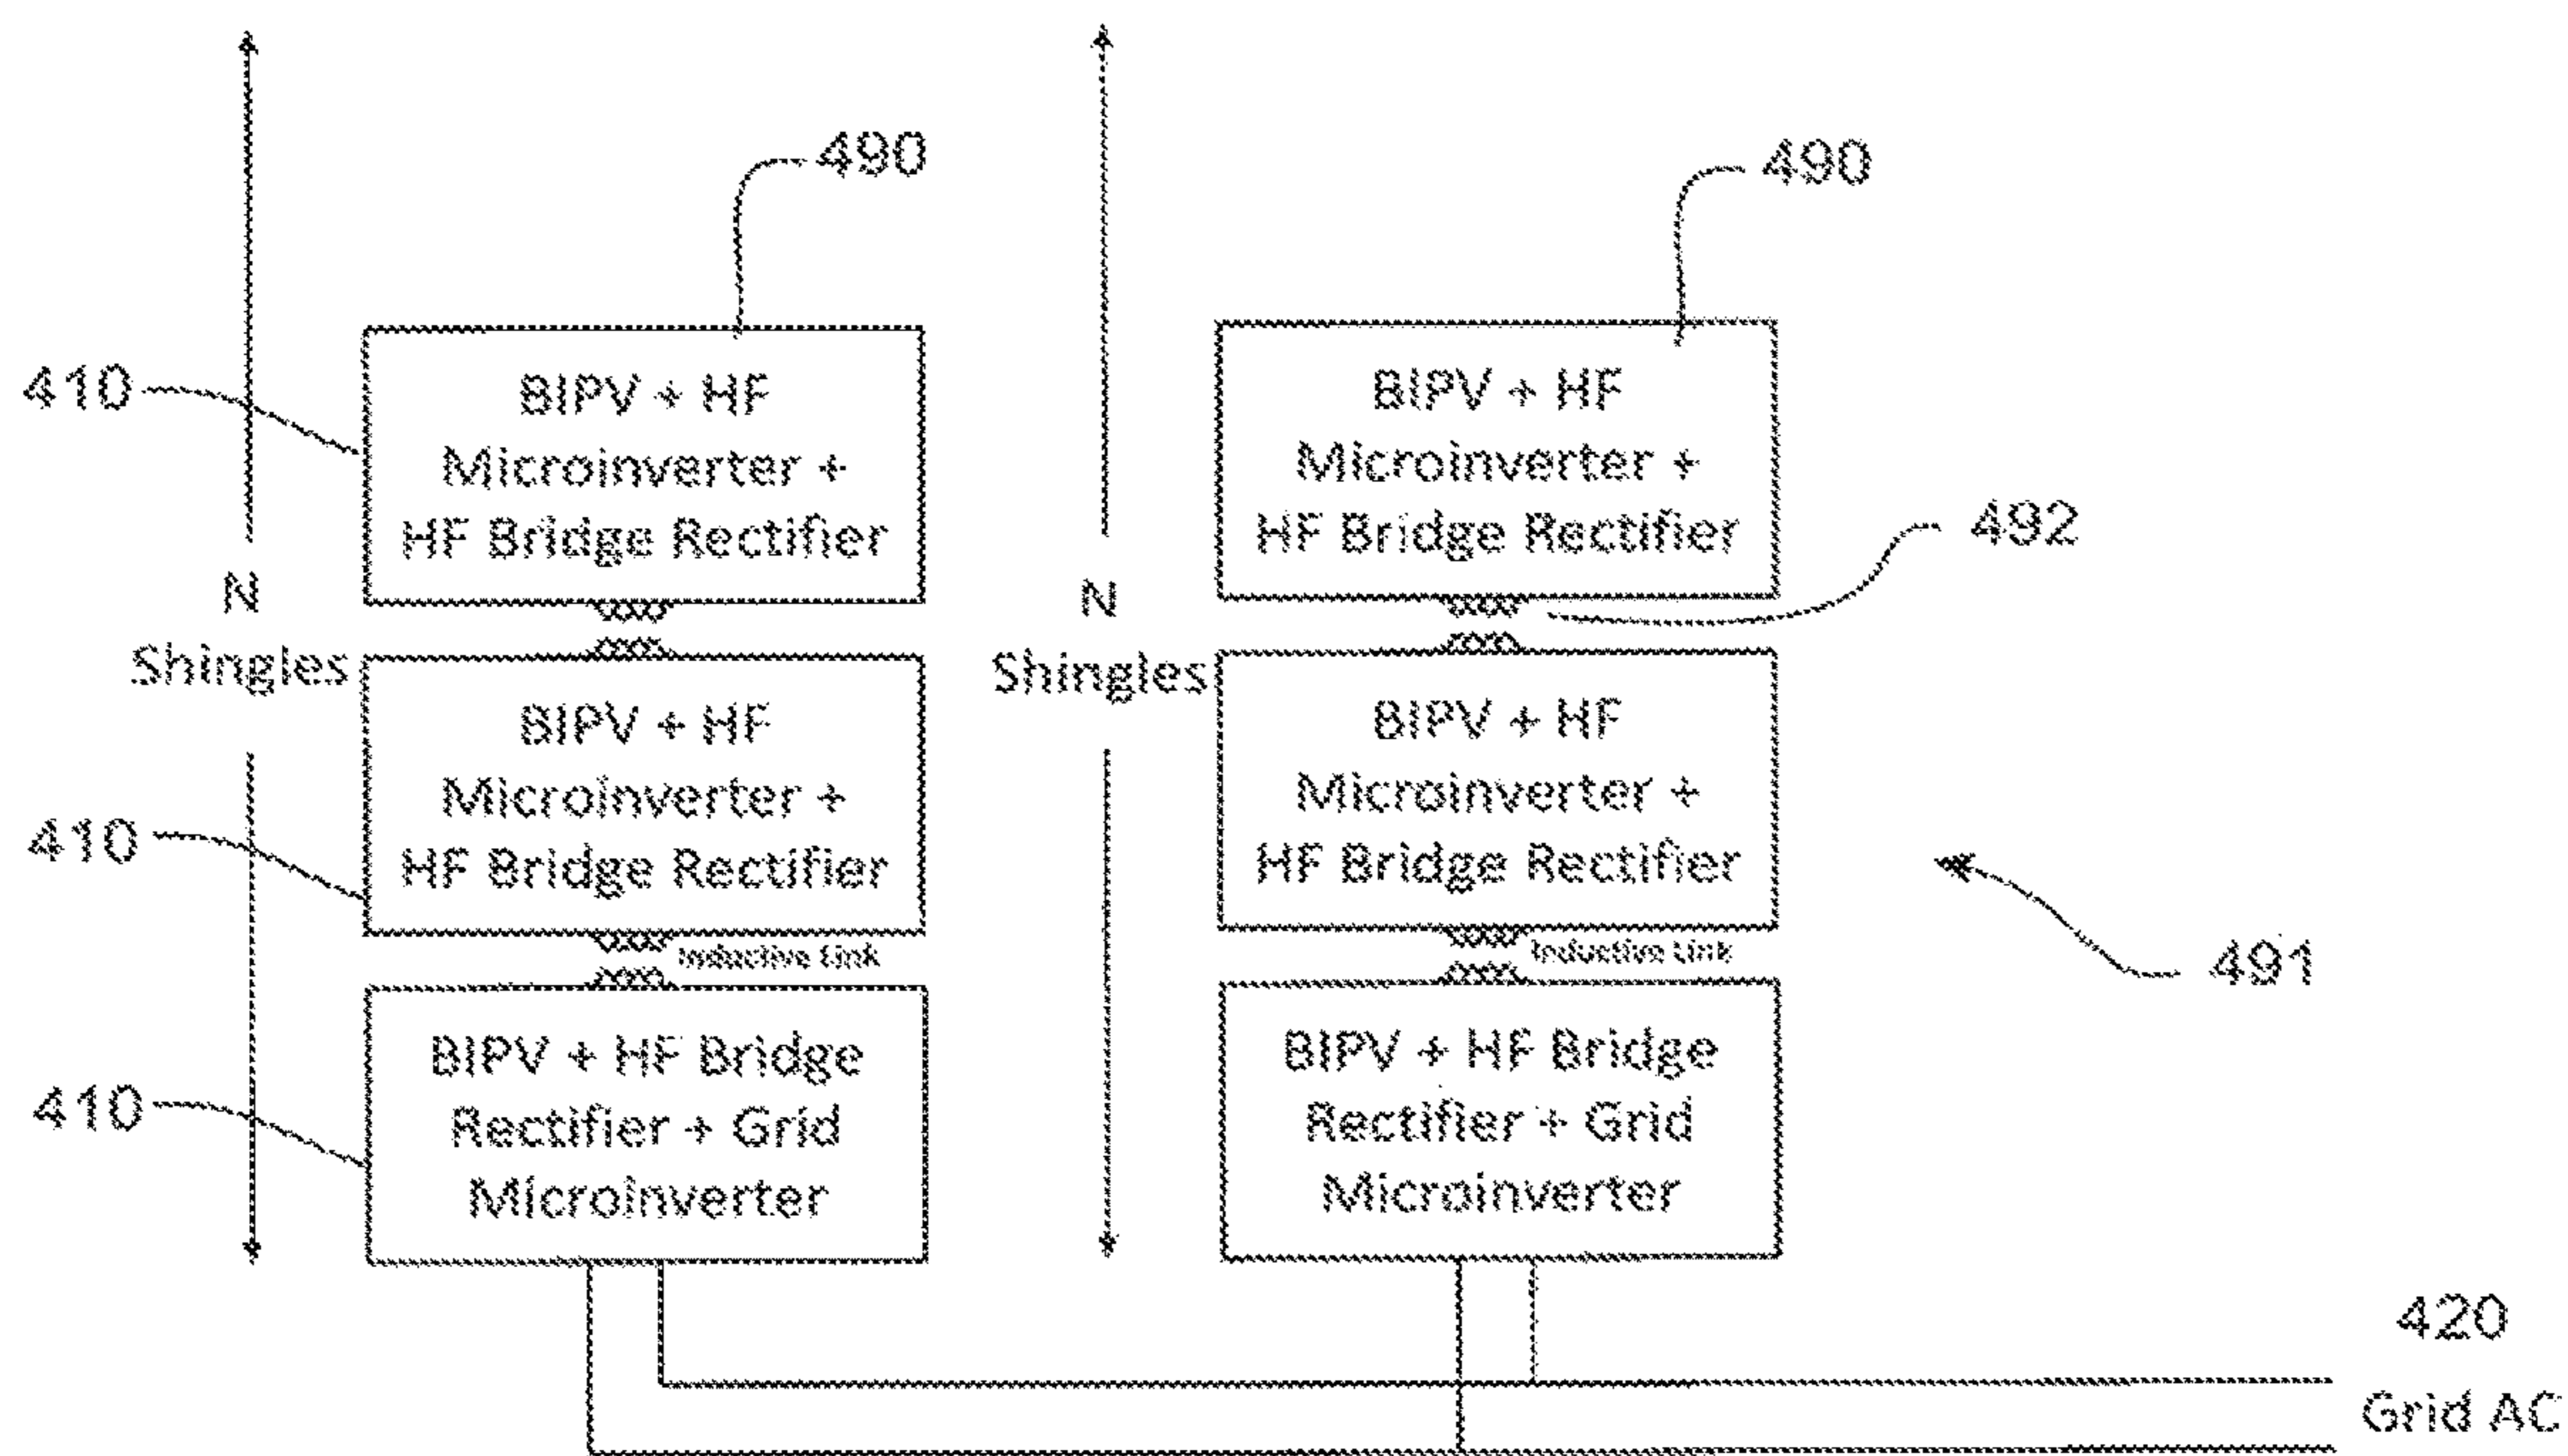 490
490
410
BIPV + HF
Microinverter +
HF Bridge Rectifier
BIPV + HF
Microinverter +
HF Bridge Rectifier
492
N
Shingles
N
Shingles
410
BIPV + HF
Microinverter +
HF Bridge Rectifier
BIPV + HF
Microinverter +
HF Bridge Rectifier
491
Inductive Link
Inductive Link
410
BIPV + HF Bridge
Rectifier + Grid
Microinverter
BIPV + HF Bridge
Rectifier + Grid
Microinverter
420
Grid AC